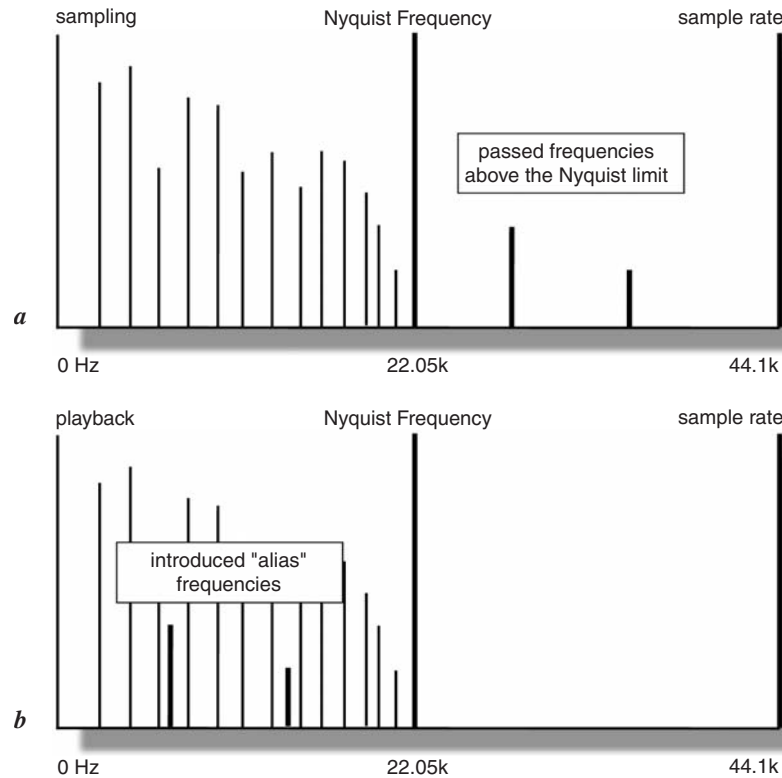 sampling Nyquist Frequency sample rate
passed frequencies
above the Nyquist limit
a
0 Hz 22.05k 44.1k
playback Nyquist Frequency sample rate
introduced "alias"
frequencies
b
0 Hz 22.05k 44.1k